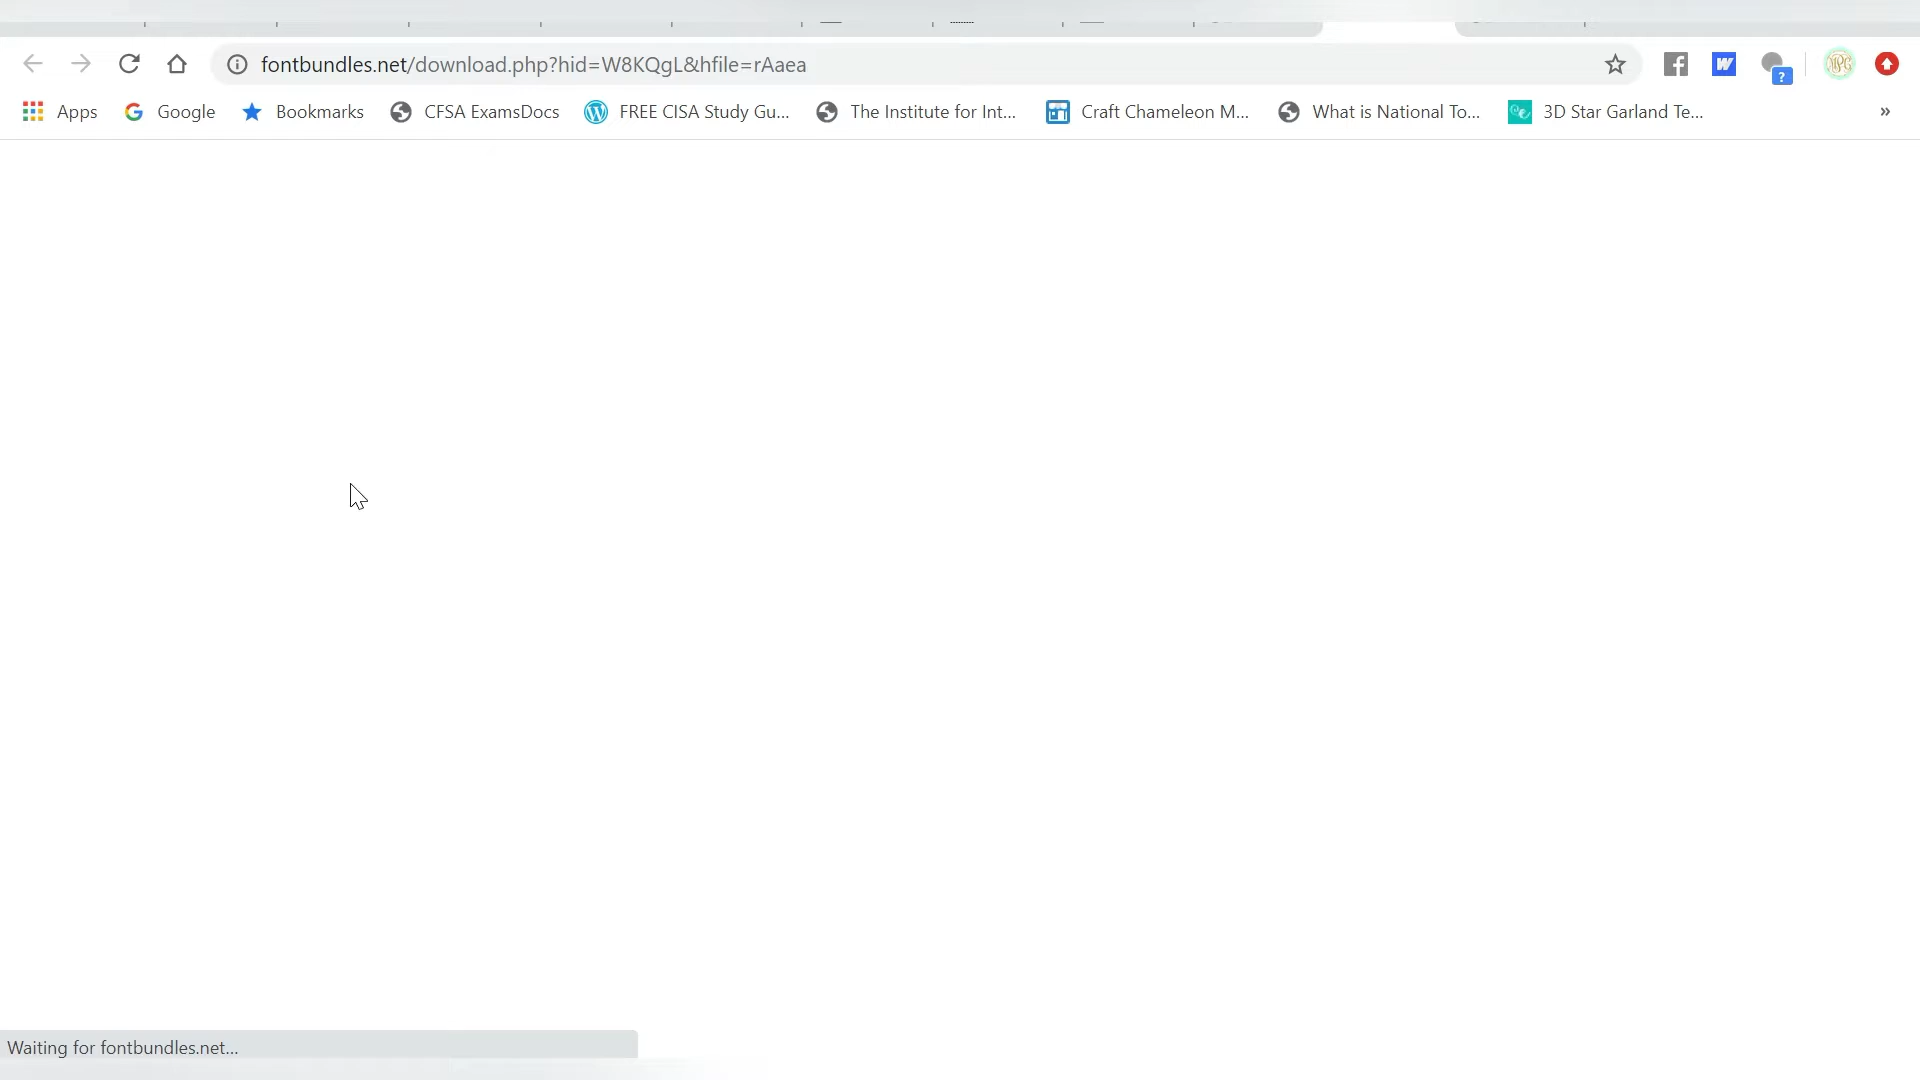 fontbundles.net/download.php?hid=W8KQgL&hfile=rAaea
Apps Google Bookmarks CFSA ExamsDocs FREE CISA Study Gu... The Institute for Int... Craft Chameleon M... What is National To... 3D Star Garland Te... »
Waiting for fontbundles.net...